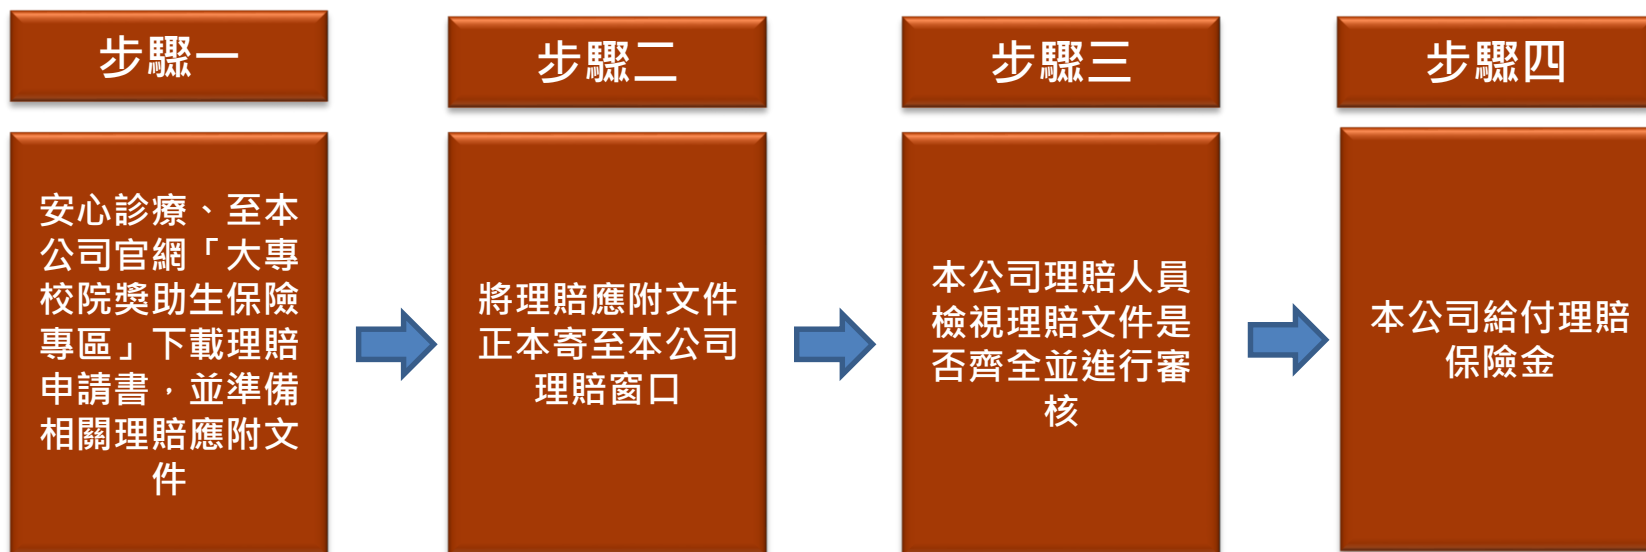 步驟一
安心診療、至本
公司官網「大專
校院獎助生保險
專區」下載理賠
申請書，並準備
相關理賠應附文
件
步驟二
將理賠應附文件
正本寄至本公司
理賠窗口
步驟三
本公司理賠人員
檢視理賠文件是
否齊全並進行審
核
步驟四
本公司給付理賠
保險金